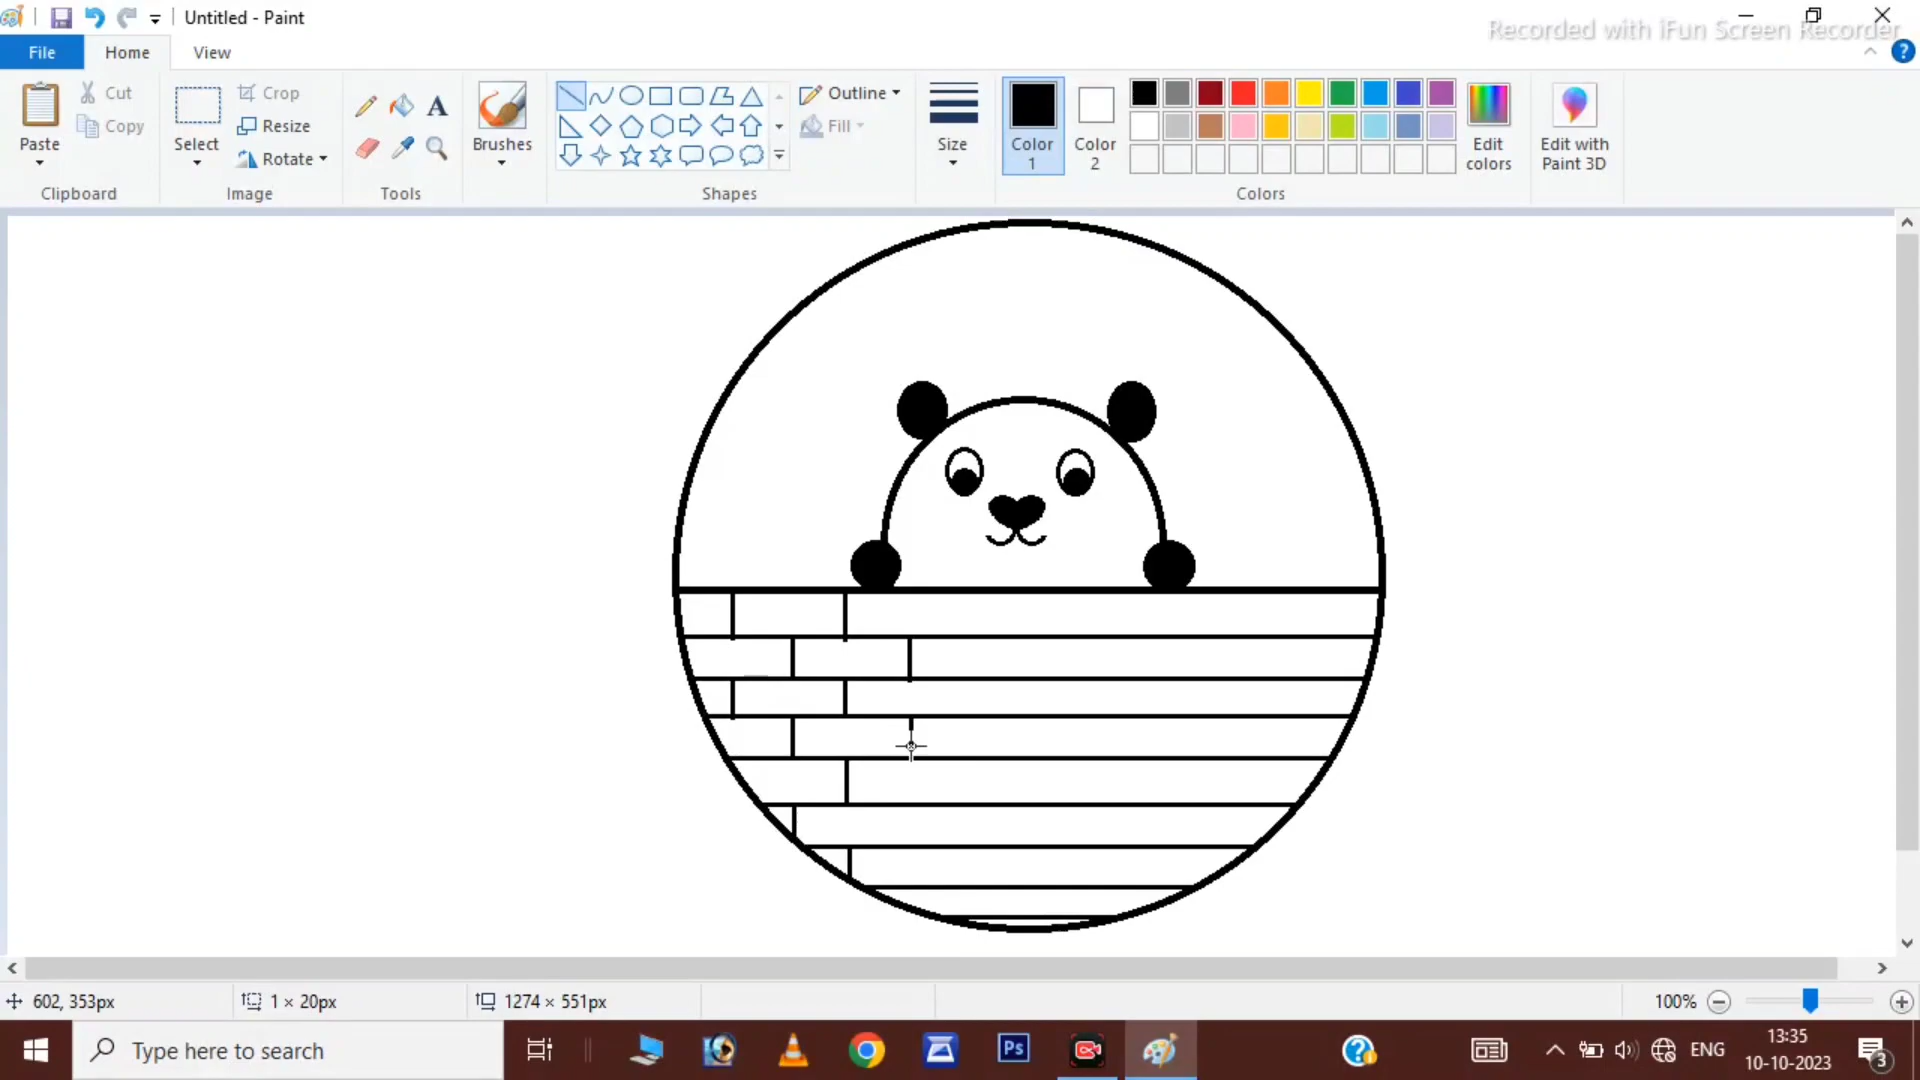 Untitled - Paint
Recorded with iFun Screen Recorder
File
Home
View
?
Paste
Cut
Copy
Clipboard
Select
Crop
Resize
Rotate
Image
A
Tools
Brushes
Outline
Fill
Shapes
Size
Color
1
Color
2
Edit
colors
Colors
Edit with
Paint 3D
602, 353px
1 × 20px
1274 × 551px
100%
Type here to search
Ps
?
ENG
13:35
10-10-2023
3